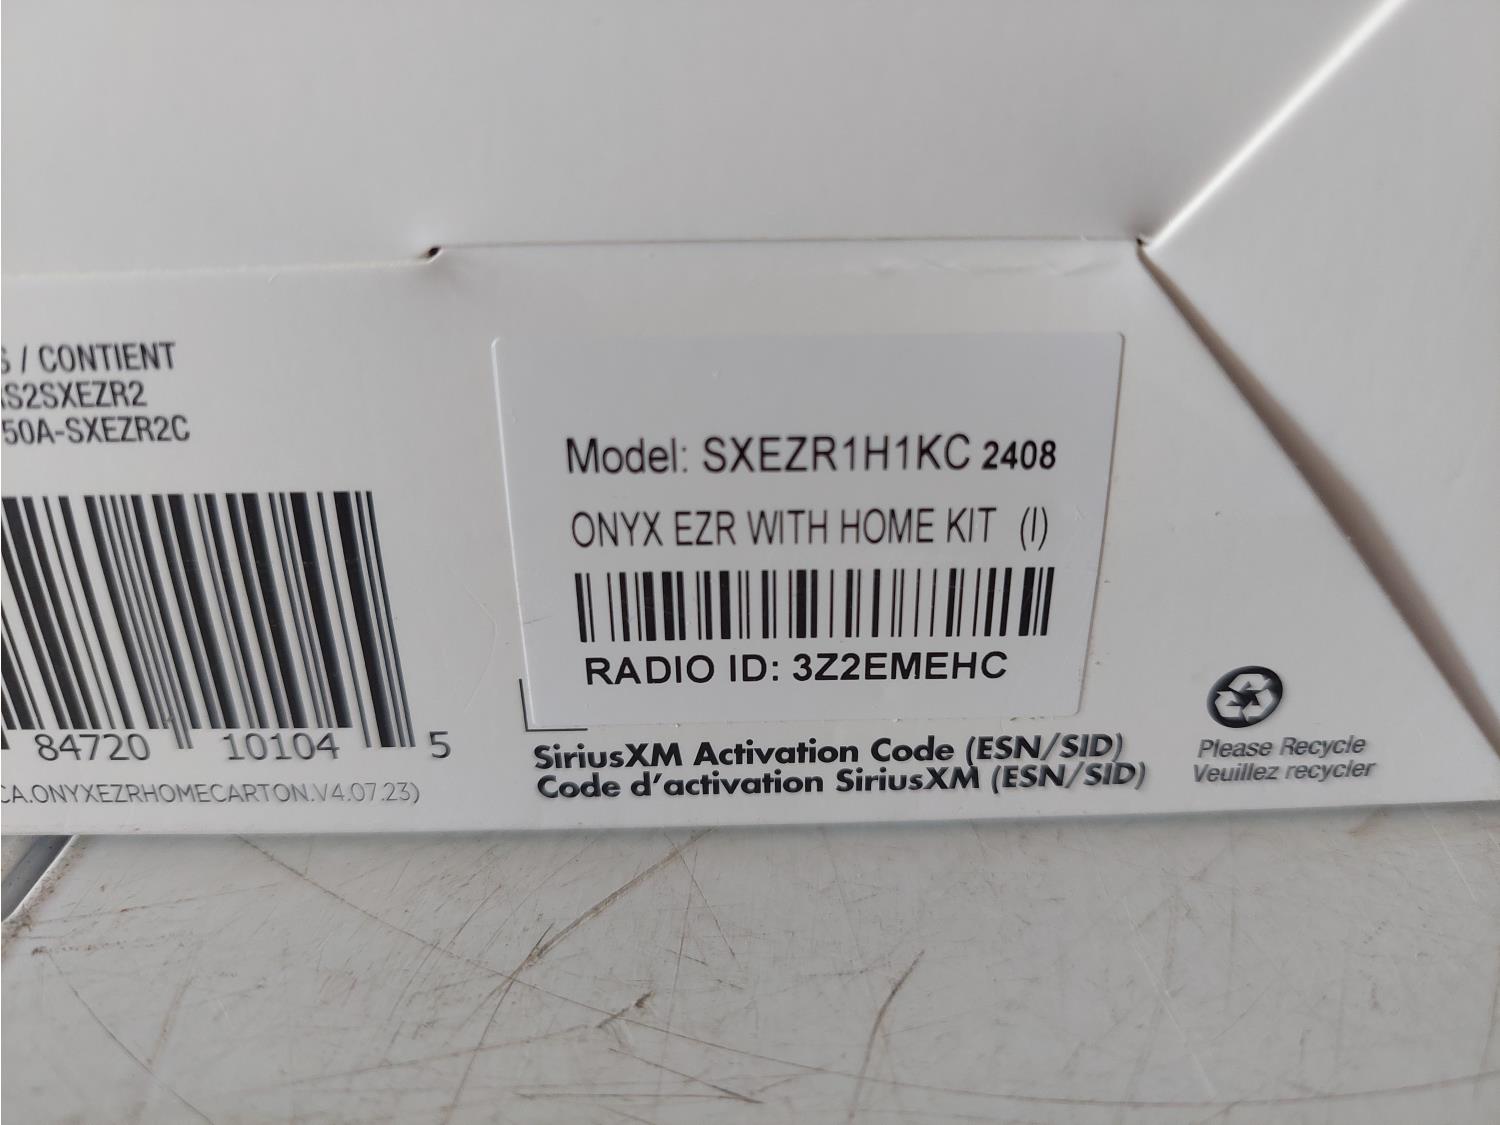 / CONTIENT
S2SXEZR2
50A-SXEZR2C
84720 10104 5
CA.ONYXEZRHOMECARTON.V4.07.23)
Model: SXEZR1H1KC 2408
ONYX EZR WITH HOME KIT (I)
RADIO ID: 3Z2EMEHC
SiriusXM Activation Code (ESN/SID)
Code d'activation SiriusXM (ESN/SID)
Please Recycle
Veuillez recycler